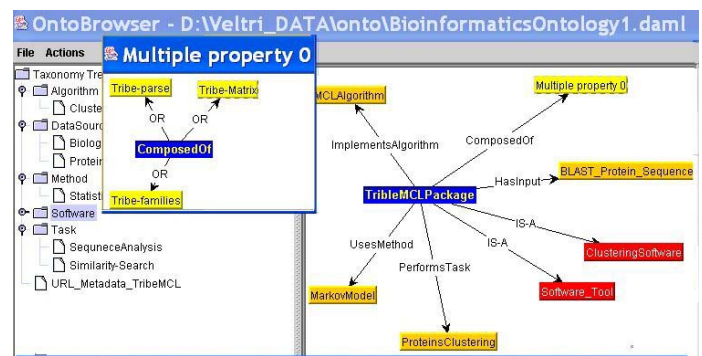 OntoBrowser - D:\Veltri_DATA\onto\BioinformaticsOntology1.daml
File Actions
Multiple property 0
Tribe-parse
Tribe-Matrix
OR
OR
ComposedOf
OR
Tribe-families
Taxonomy Tre
Algorithm
Cluste
DataSourc
Biolog
Protein
Method
Statisti
Software
Task
SequneceAnalysis
Similarity-Search
URL_Metadata_TribeMCL
MCLAlgorithm
Multiple property 0
ImplementsAlgorithm
ComposedOf
HasInput
BLAST_Protein_Sequence
TribleMCLPackage
IS-A
UsesMethod
IS-A
ClusteringSoftware
PerformsTask
MarkovModel
Software_Tool
ProteinsClustering